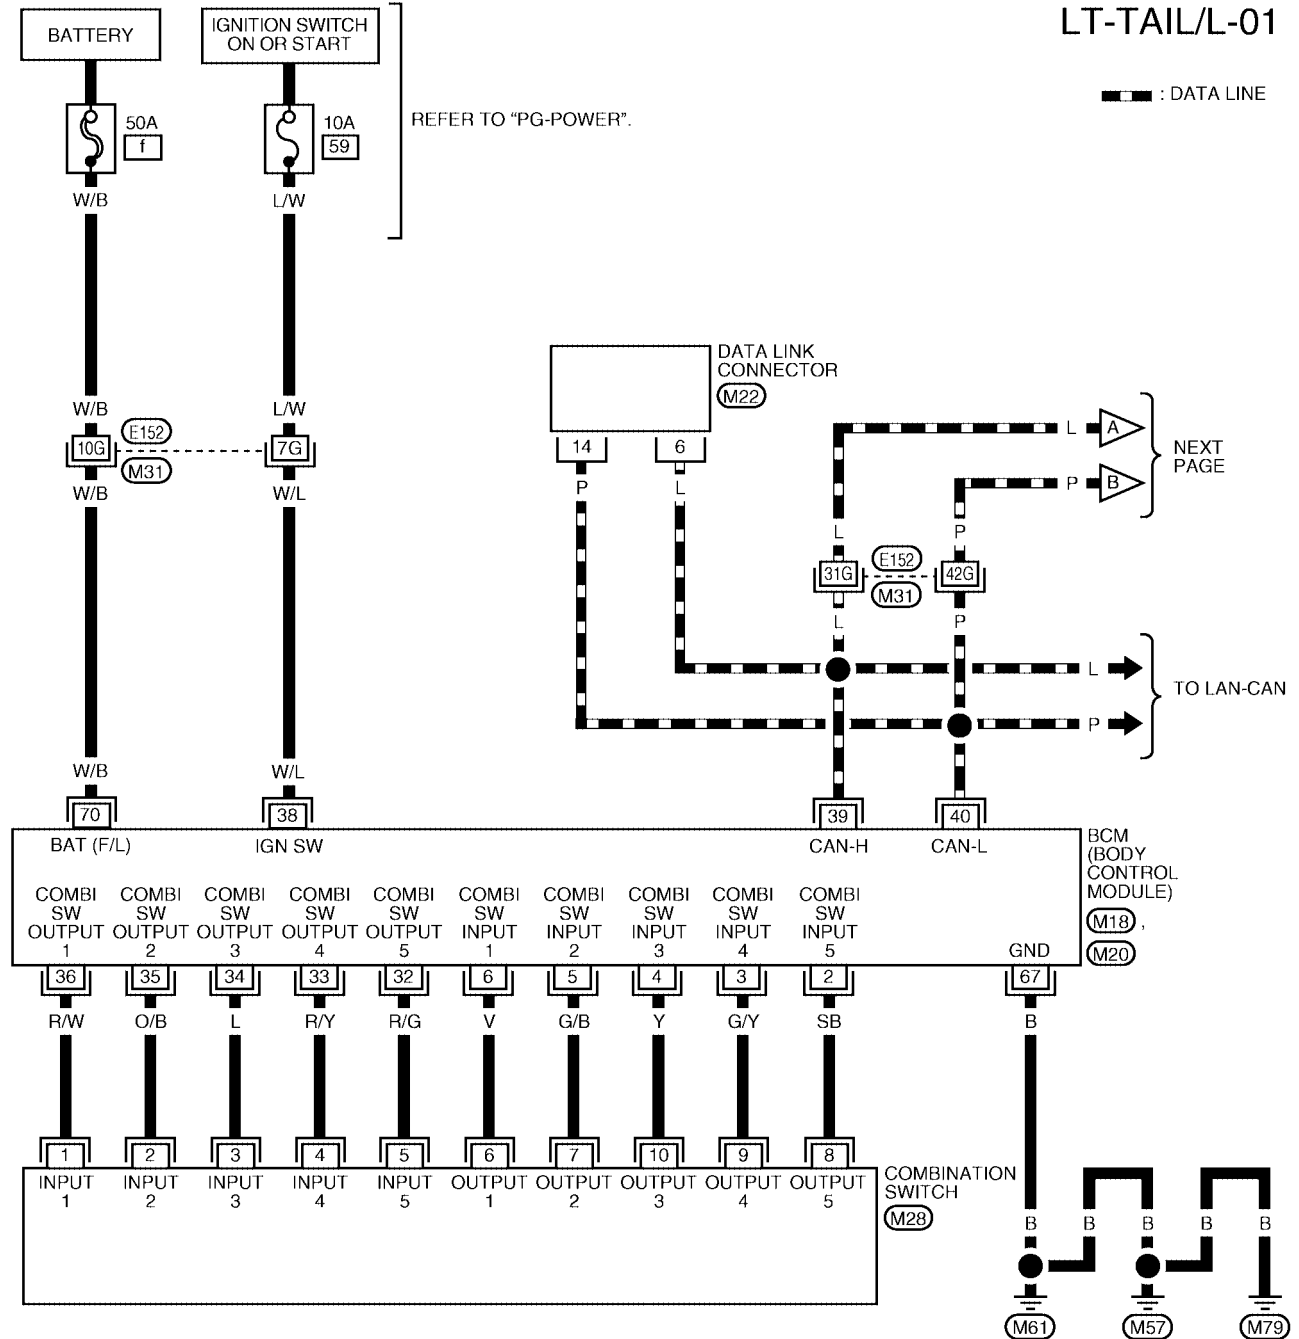 LT-TAIL/L-01
BATTERY
IGNITION SWITCH
ON OR START
: DATA LINE
50A
f
10A
59
REFER TO “PG-POWER”.
W/B
L/W
DATA LINK
CONNECTOR
M22
W/B
L/W
10G
E152
M31
7G
W/B
W/L
14
6
P
L
L
A
P
B
NEXT
PAGE
L
P
31G
E152
M31
42G
L
P
L
P
TO LAN-CAN
W/B
W/L
70
38
39
40
BAT (F/L)
IGN SW
CAN-H
CAN-L
BCM
(BODY
CONTROL
MODULE)
M18 ,
M20
COMBI
SW
OUTPUT
1
COMBI
SW
OUTPUT
2
COMBI
SW
OUTPUT
3
COMBI
SW
OUTPUT
4
COMBI
SW
OUTPUT
5
COMBI
SW
INPUT
1
COMBI
SW
INPUT
2
COMBI
SW
INPUT
3
COMBI
SW
INPUT
4
COMBI
SW
INPUT
5
GND
36
35
34
33
32
6
5
4
3
2
67
R/W
O/B
L
R/Y
R/G
V
G/B
Y
G/Y
SB
B
1
2
3
4
5
6
7
10
9
8
INPUT
1
INPUT
2
INPUT
3
INPUT
4
INPUT
5
OUTPUT
1
OUTPUT
2
OUTPUT
3
OUTPUT
4
OUTPUT
5
COMBINATION
SWITCH
M28
B
B
B
B
B
M61
M57
M79